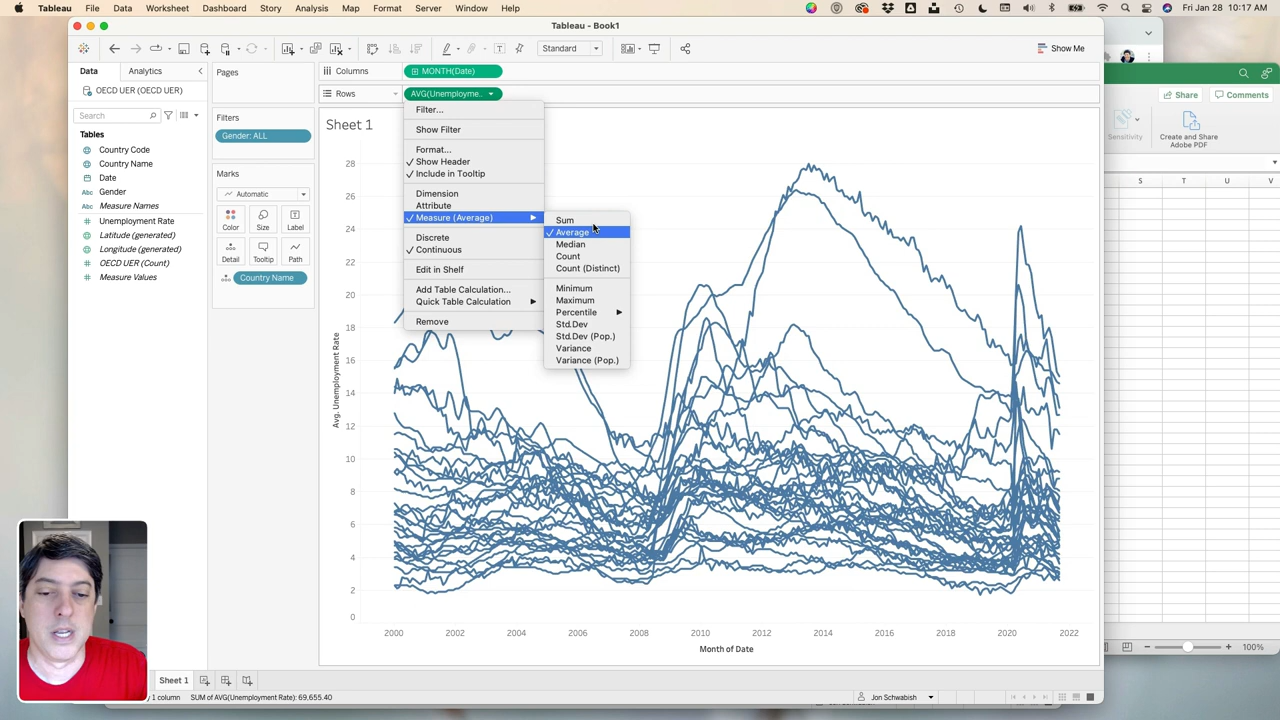 Tableau File Data Worksheet Dashboard Story Analysis Map Format Server Window Help
Fri Jan 28 10:17 AM
Tableau - Book1
Standard
Show Me
Data Analytics
OECD UER (OECD UER)
Search
Tables
Country Code
Country Name
Date
Abc Gender
Abc Measure Names
# Unemployment Rate
Latitude (generated)
Longitude (generated)
# OECD UER (Count)
# Measure Values
Pages
Filters
Gender: ALL
Marks
Automatic
Color Size Label
Detail Tooltip Path
Country Name
Columns MONTH(Date)
Rows AVG(Unemployme..
Sheet 1
Filter...
Show Filter
Format...
✓ Show Header
✓ Include in Tooltip
Dimension
Attribute
✓ Measure (Average)
Discrete
✓ Continuous
Edit in Shelf
Add Table Calculation...
Quick Table Calculation
Remove
Sum
✓ Average
Median
Count
Count (Distinct)
Minimum
Maximum
Percentile
Std.Dev
Std.Dev (Pop.)
Variance
Variance (Pop.)
Avg. Unemployment Rate
28
26
24
22
20
18
16
14
12
10
8
6
4
2
0
2000 2002 2004 2006 2008 2010 2012 2014 2016 2018 2020 2022
Month of Date
Share Comments
Sensitivity
Create and Share
Adobe PDF
S T U V
100%
Sheet 1
1 column SUM of AVG(Unemployment Rate): 69,655.40
Jon Schwabish